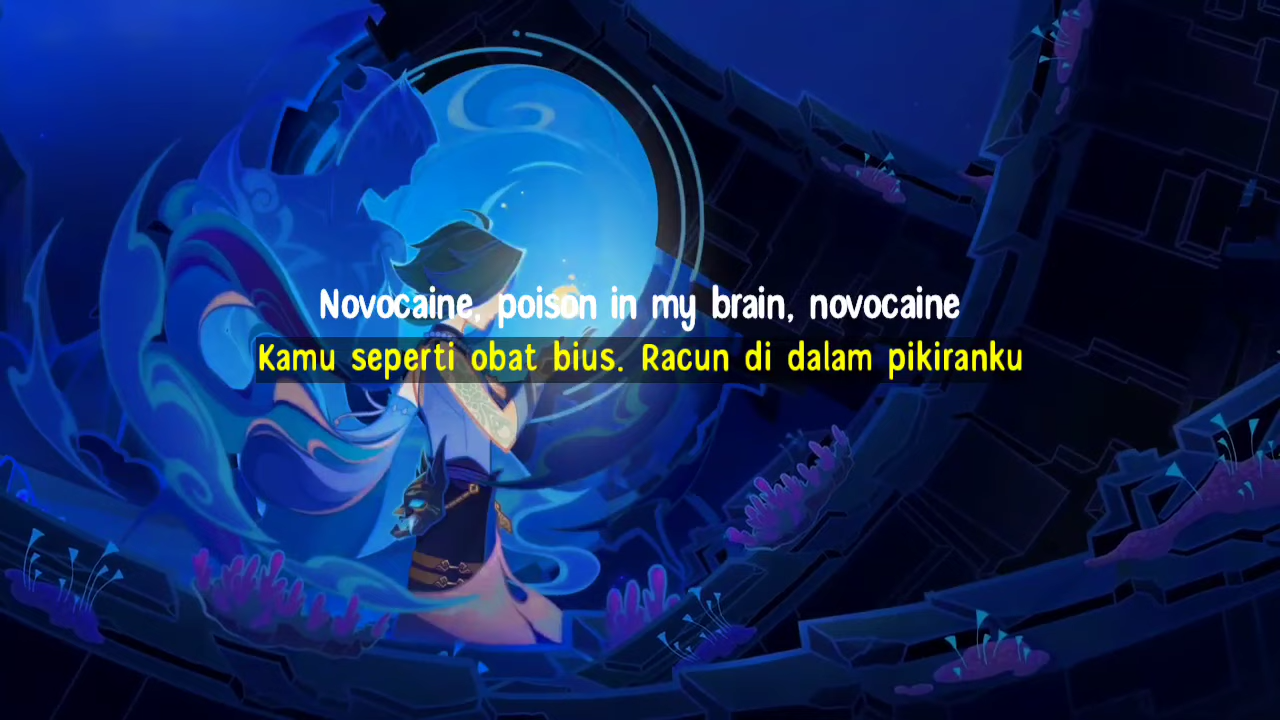 Novocaine, poison in my brain, novocaine
Kamu seperti obat bius. Racun di dalam pikiranku